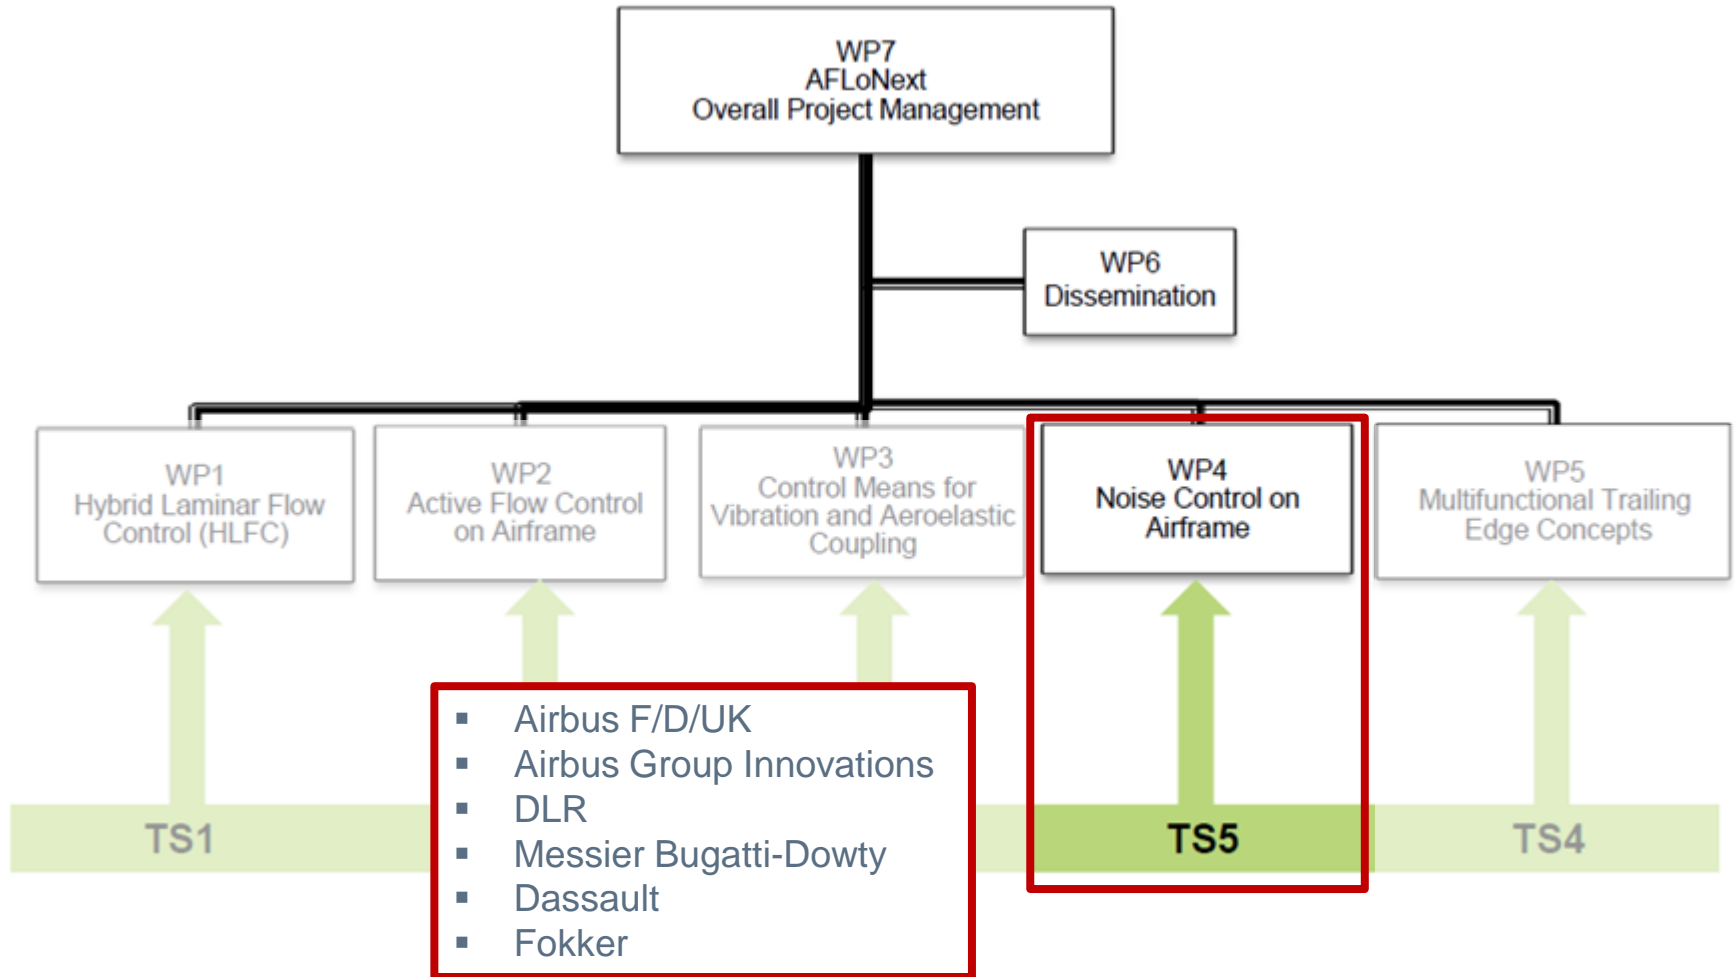 WP7
AFLoNext
Overall Project Management
WP6
Dissemination
WP1
Hybrid Laminar Flow
Control (HLFC)
WP2
Active Flow Control
on Airframe
WP3
Control Means for
Vibration and Aeroelastic
Coupling
WP4
Noise Control on
Airframe
WP5
Multifunctional Trailing
Edge Concepts
▪ Airbus F/D/UK
▪ Airbus Group Innovations
▪ DLR
▪ Messier Bugatti-Dowty
▪ Dassault
▪ Fokker
TS1
TS5
TS4